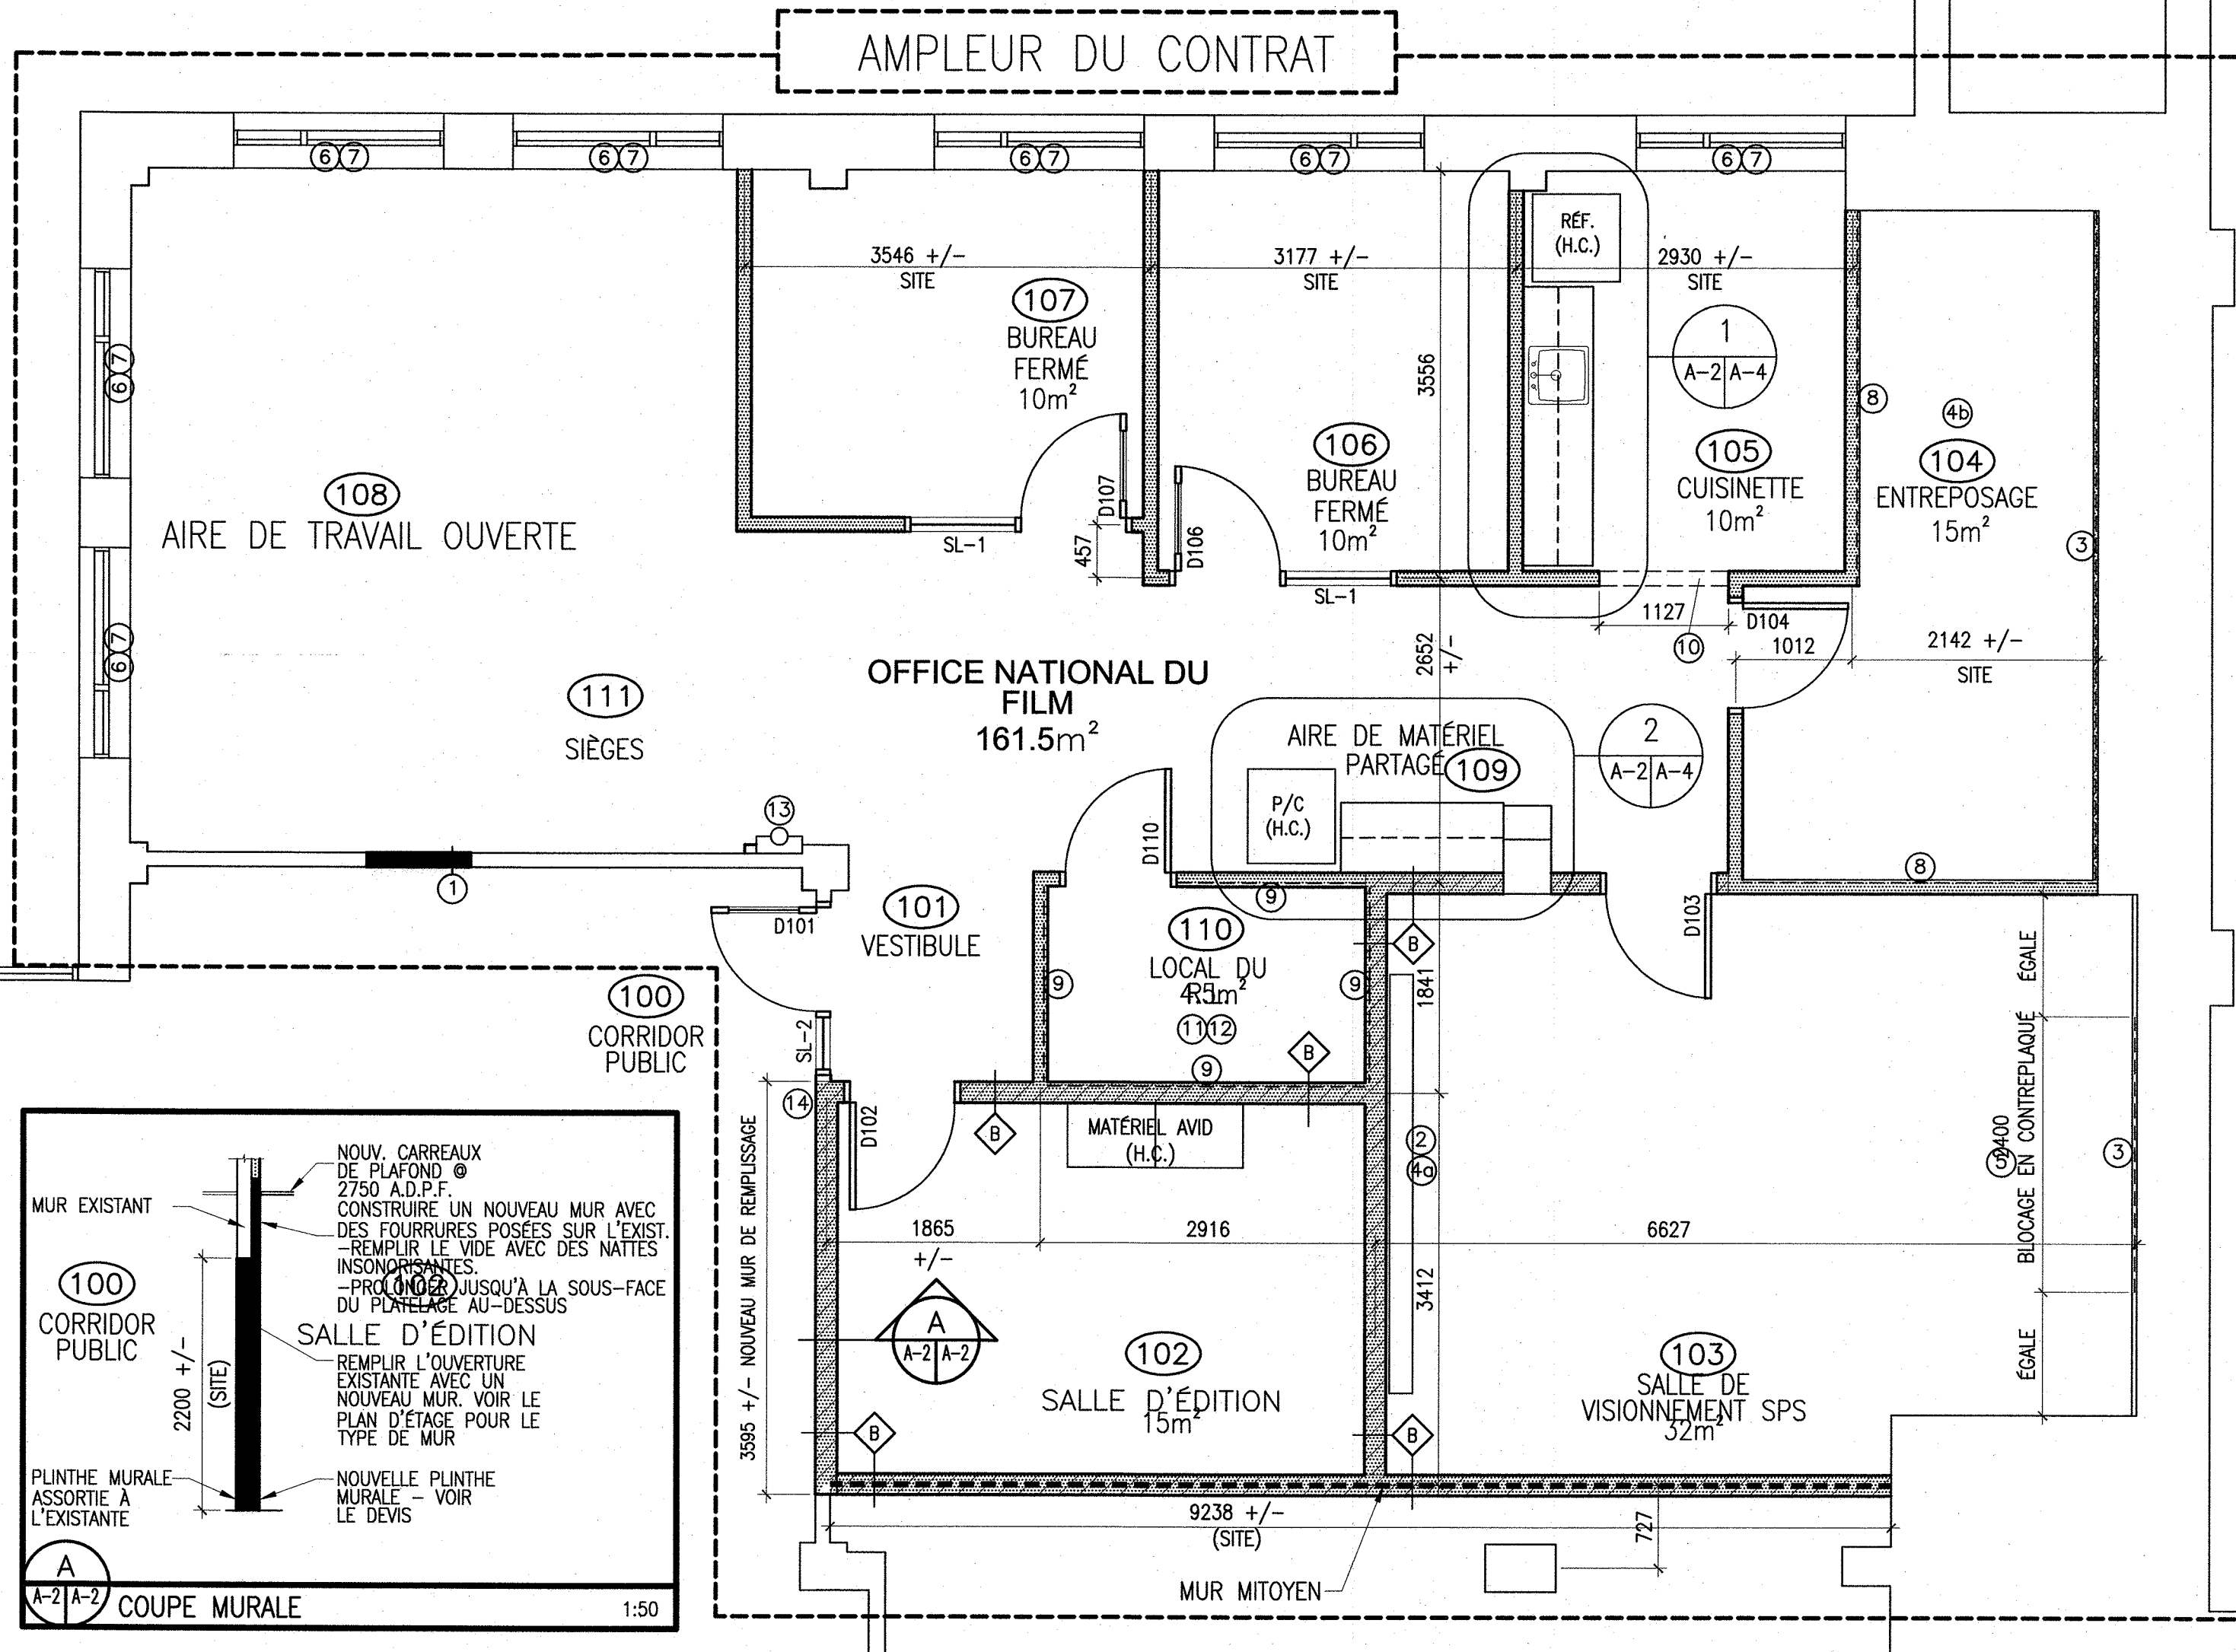 AMPLEUR DU CONTRAT
6 7
6 7
6 7
6 7
6 7
6 7
6 7
3546 +/-
SITE
3177 +/-
SITE
2930 +/-
SITE
RÉF.
(H.C.)
107
BUREAU
FERMÉ
10m²
D107
SL-1
457
106
BUREAU
FERMÉ
10m²
D106
SL-1
3556
1
A-2 A-4
105
CUISINETTE
10m²
8
4b
104
ENTREPOSAGE
15m²
3
108
AIRE DE TRAVAIL OUVERTE
1127
10
D104
1012
2142 +/-
SITE
2652
+/-
111
SIÈGES
OFFICE NATIONAL DU
FILM
161.5m²
AIRE DE MATÉRIEL
PARTAGÉ
109
2
A-2 A-4
P/C
(H.C.)
13
1
D110
8
D101
101
VESTIBULE
9
110
LOCAL DU
4.5m²
9
9
11 12
9
B
B
1841
D103
ÉGALE
BLOCAGE EN CONTREPLAQUÉ
2400
ÉGALE
5
3
100
CORRIDOR
PUBLIC
SL-2
14
D102
B
MATÉRIEL AVID
(H.C.)
2
4a
3595 +/- NOUVEAU MUR DE REMPLISSAGE
1865
+/-
2916
6627
3412
A
A-2 A-2
102
SALLE D'ÉDITION
15m²
B
B
103
SALLE DE
VISIONNEMENT SPS
32m²
9238 +/-
(SITE)
727
MUR MITOYEN
NOUV. CARREAUX
DE PLAFOND @
2750 A.D.P.F.
MUR EXISTANT
CONSTRUIRE UN NOUVEAU MUR AVEC
DES FOURRURES POSÉES SUR L'EXIST.
-REMPLIR LE VIDE AVEC DES NATTES
INSONORISANTES.
-PROLONGER JUSQU'À LA SOUS-FACE
DU PLATELAGE AU-DESSUS
100
CORRIDOR
PUBLIC
102
SALLE D'ÉDITION
2200 +/-
(SITE)
REMPLIR L'OUVERTURE
EXISTANTE AVEC UN
NOUVEAU MUR. VOIR LE
PLAN D'ÉTAGE POUR LE
TYPE DE MUR
PLINTHE MURALE
ASSORTIE À
L'EXISTANTE
NOUVELLE PLINTHE
MURALE - VOIR
LE DEVIS
A
A-2 A-2
COUPE MURALE
1:50